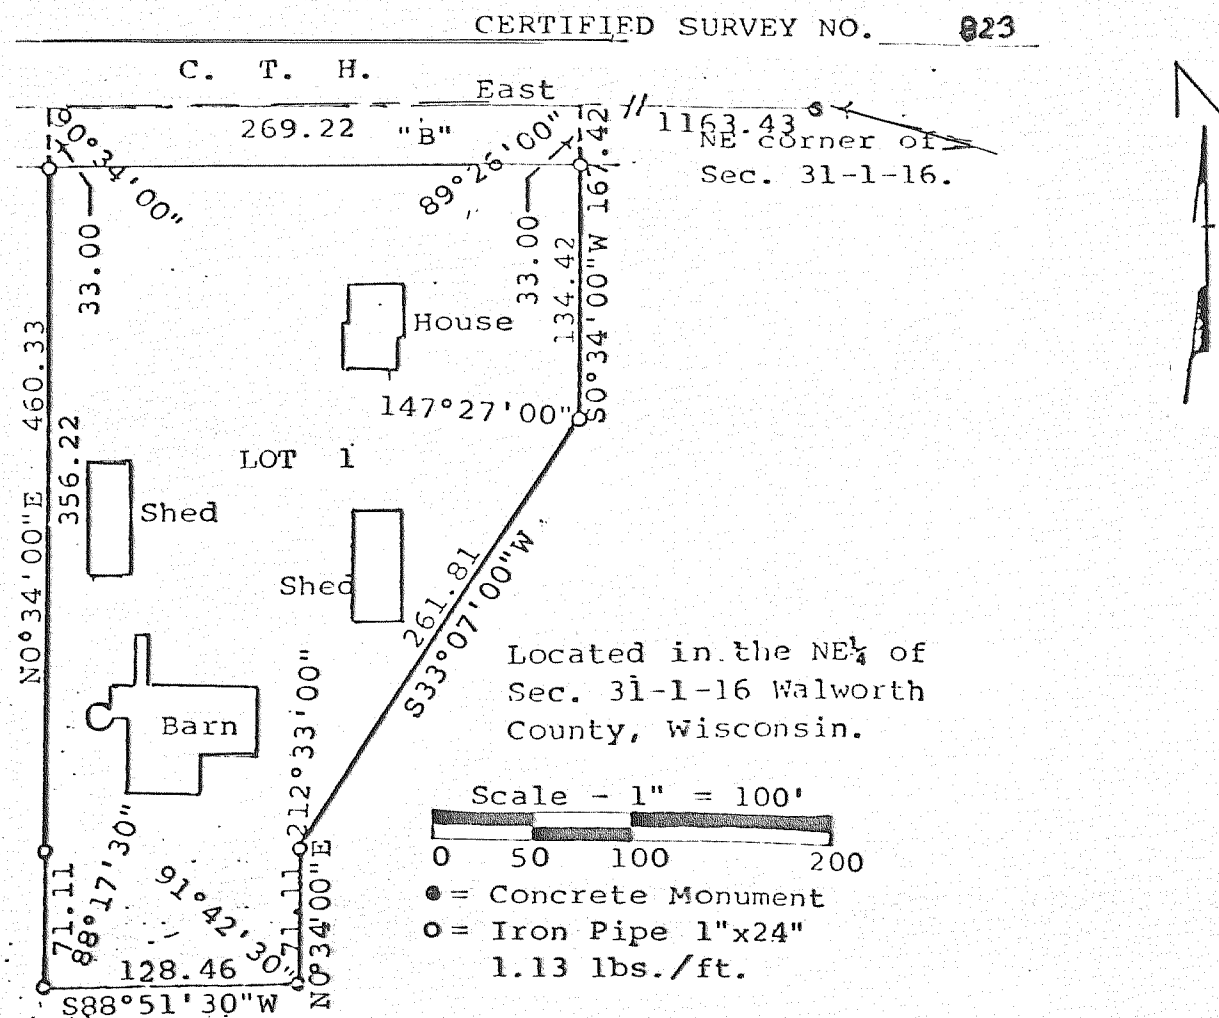 CERTIFIED SURVEY NO. 823
C. T. H.
East
269.22 "B"
1163.43
NE corner of
Sec. 31-1-16.
90°34'00"
89°26'00"
33.00
33.00
134.42
S0°34'00"W 167.42
House
147°27'00"
LOT 1
N0°34'00"E 460.33
356.22
Shed
Shed
261.81
S33°07'00"W
Located in the NE¼ of
Sec. 31-1-16 Walworth
County, Wisconsin.
Barn
212°33'00"
Scale - 1" = 100'
0 50 100 200
● = Concrete Monument
o = Iron Pipe 1"x24"
1.13 lbs./ft.
71.11
88°17'30"
91°42'30"
71.11
N0°34'00"E
128.46
S88°51'30"W